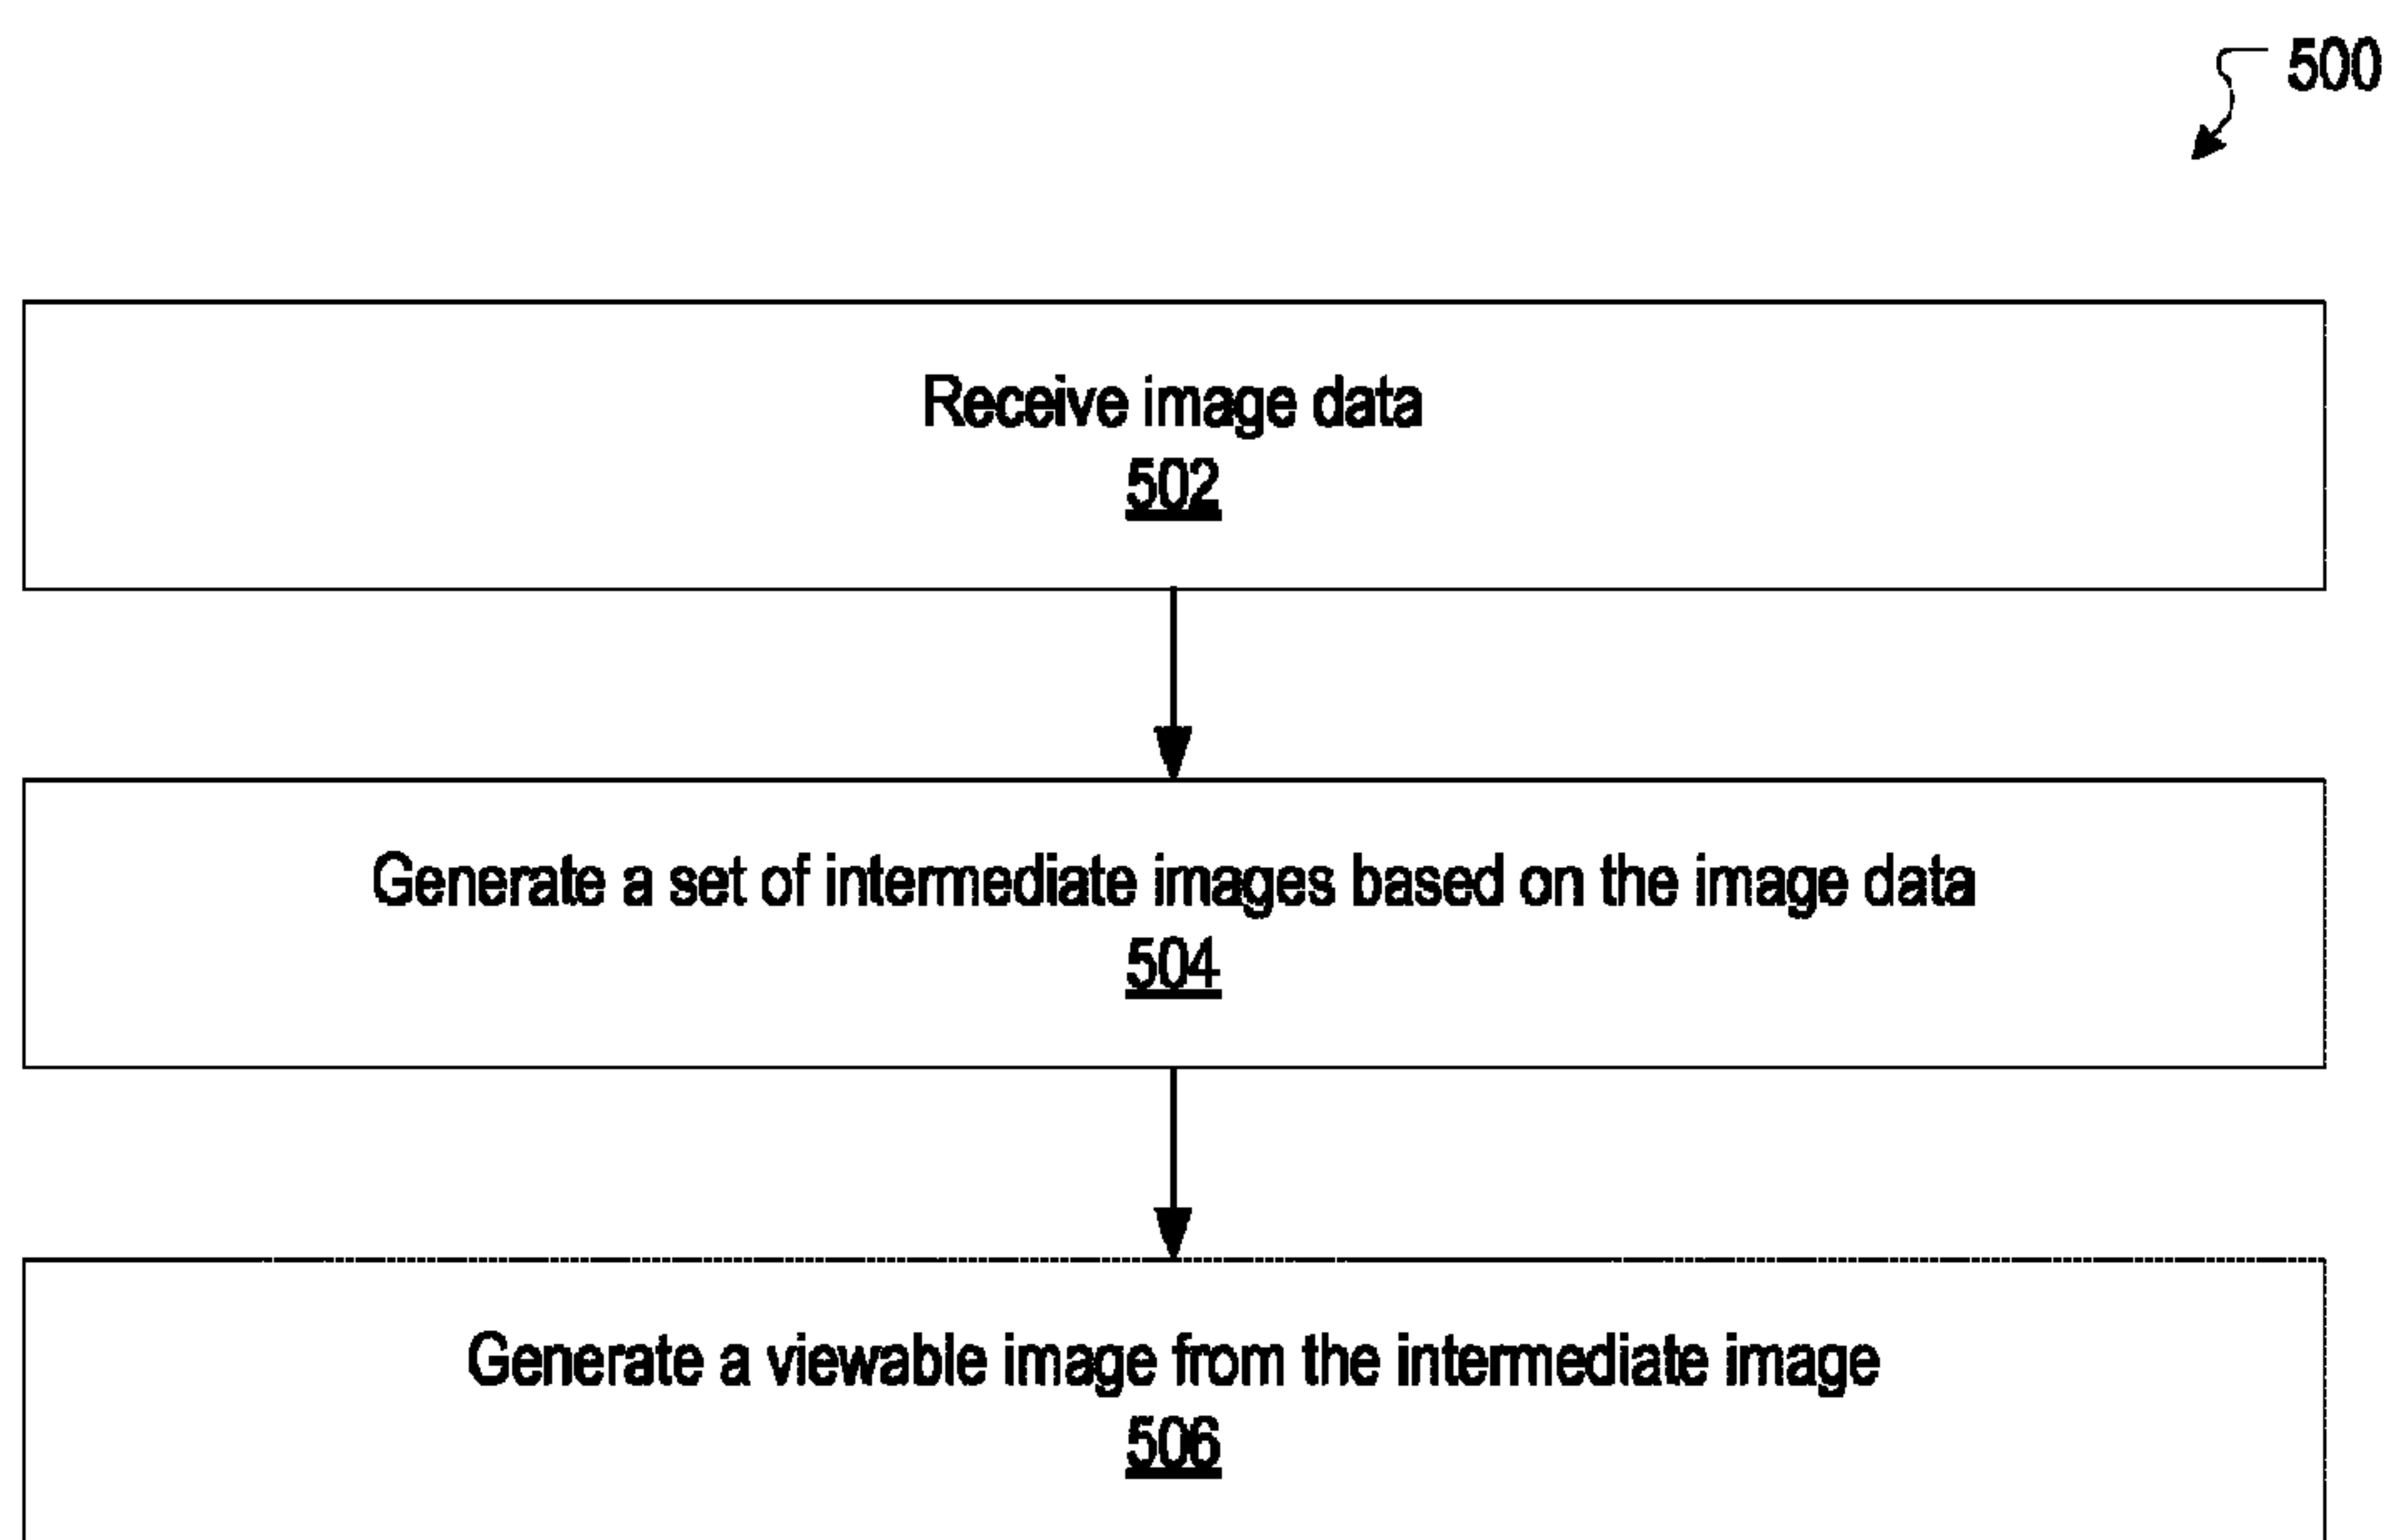 500
Receive image data
502
Generate a set of intermediate images based on the image data
504
Generate a viewable image from the intermediate image
506